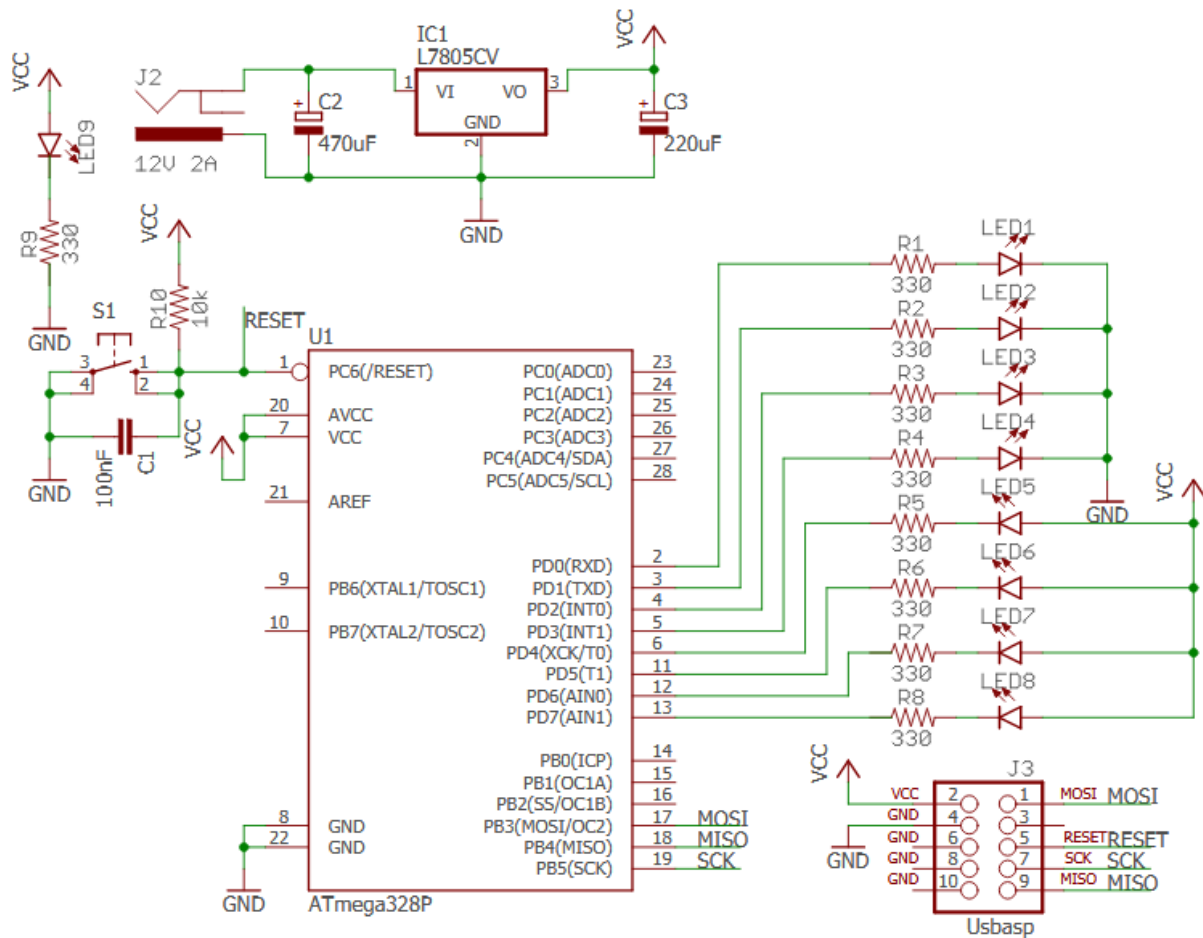 VCC
LED9
R9
330
GND
J2
12V 2A
C2
470uF
IC1
L7805CV
1
VI
VO
3
GND
2
GND
VCC
C3
220uF
VCC
R10
10k
S1
3
1
4
2
RESET
VCC
100nF
C1
GND
U1
1
PC6(/RESET)
20
AVCC
7
VCC
21
AREF
9
PB6(XTAL1/TOSC1)
10
PB7(XTAL2/TOSC2)
8
GND
22
GND
GND
ATmega328P
PC0(ADC0)
23
PC1(ADC1)
24
PC2(ADC2)
25
PC3(ADC3)
26
PC4(ADC4/SDA)
27
PC5(ADC5/SCL)
28
PD0(RXD)
2
PD1(TXD)
3
PD2(INT0)
4
PD3(INT1)
5
PD4(XCK/T0)
6
PD5(T1)
11
PD6(AIN0)
12
PD7(AIN1)
13
PB0(ICP)
14
PB1(OC1A)
15
PB2(SS/OC1B)
16
PB3(MOSI/OC2)
17
MOSI
PB4(MISO)
18
MISO
PB5(SCK)
19
SCK
R1
330
LED1
R2
330
LED2
R3
330
LED3
R4
330
LED4
GND
VCC
R5
330
LED5
R6
330
LED6
R7
330
LED7
R8
330
LED8
VCC
GND
J3
VCC
2
1
MOSI
MOSI
GND
4
3
GND
6
5
RESET
RESET
GND
8
7
SCK
SCK
GND
10
9
MISO
MISO
Usbasp